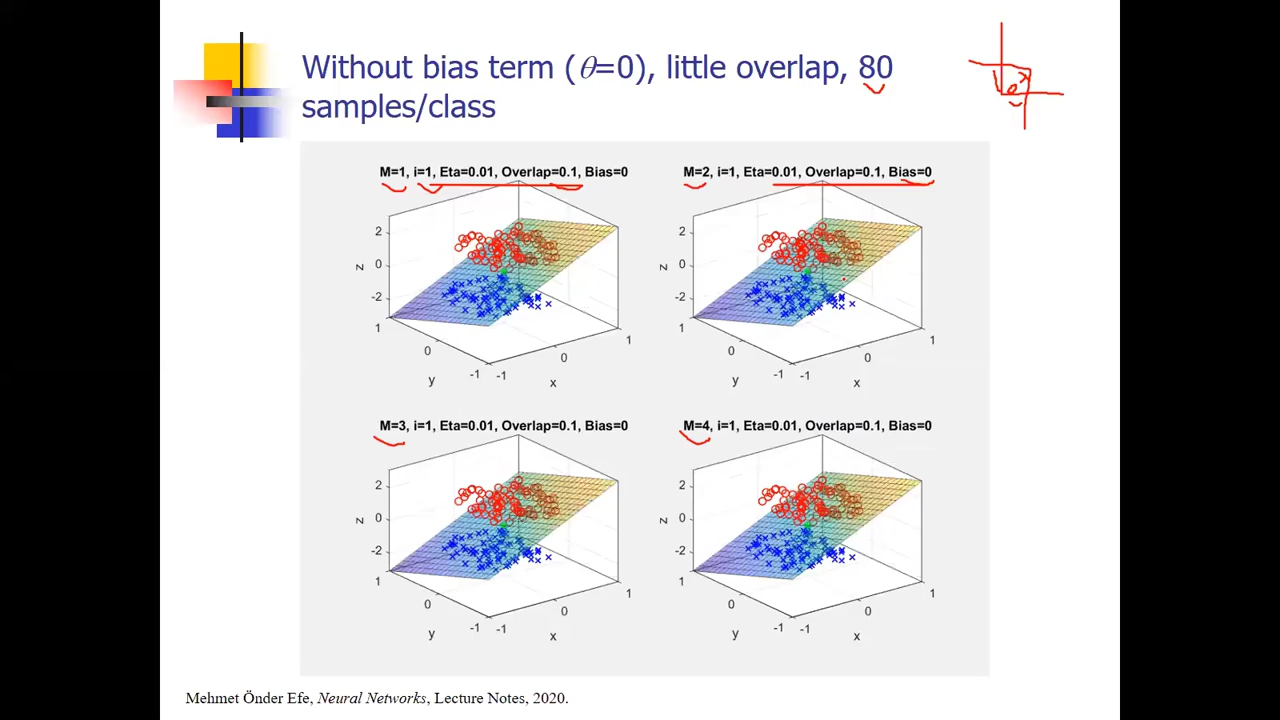 Without bias term (θ=0), little overlap, 80
samples/class
M=1, i=1, Eta=0.01, Overlap=0.1, Bias=0
2
0
-2
z
1
0
-1
y
-1
0
1
x
M=2, i=1, Eta=0.01, Overlap=0.1, Bias=0
2
0
-2
z
1
0
-1
y
-1
0
1
x
M=3, i=1, Eta=0.01, Overlap=0.1, Bias=0
2
0
-2
z
1
0
-1
y
-1
0
1
x
M=4, i=1, Eta=0.01, Overlap=0.1, Bias=0
2
0
-2
z
1
0
-1
y
-1
0
1
x
Mehmet Önder Efe, Neural Networks, Lecture Notes, 2020.